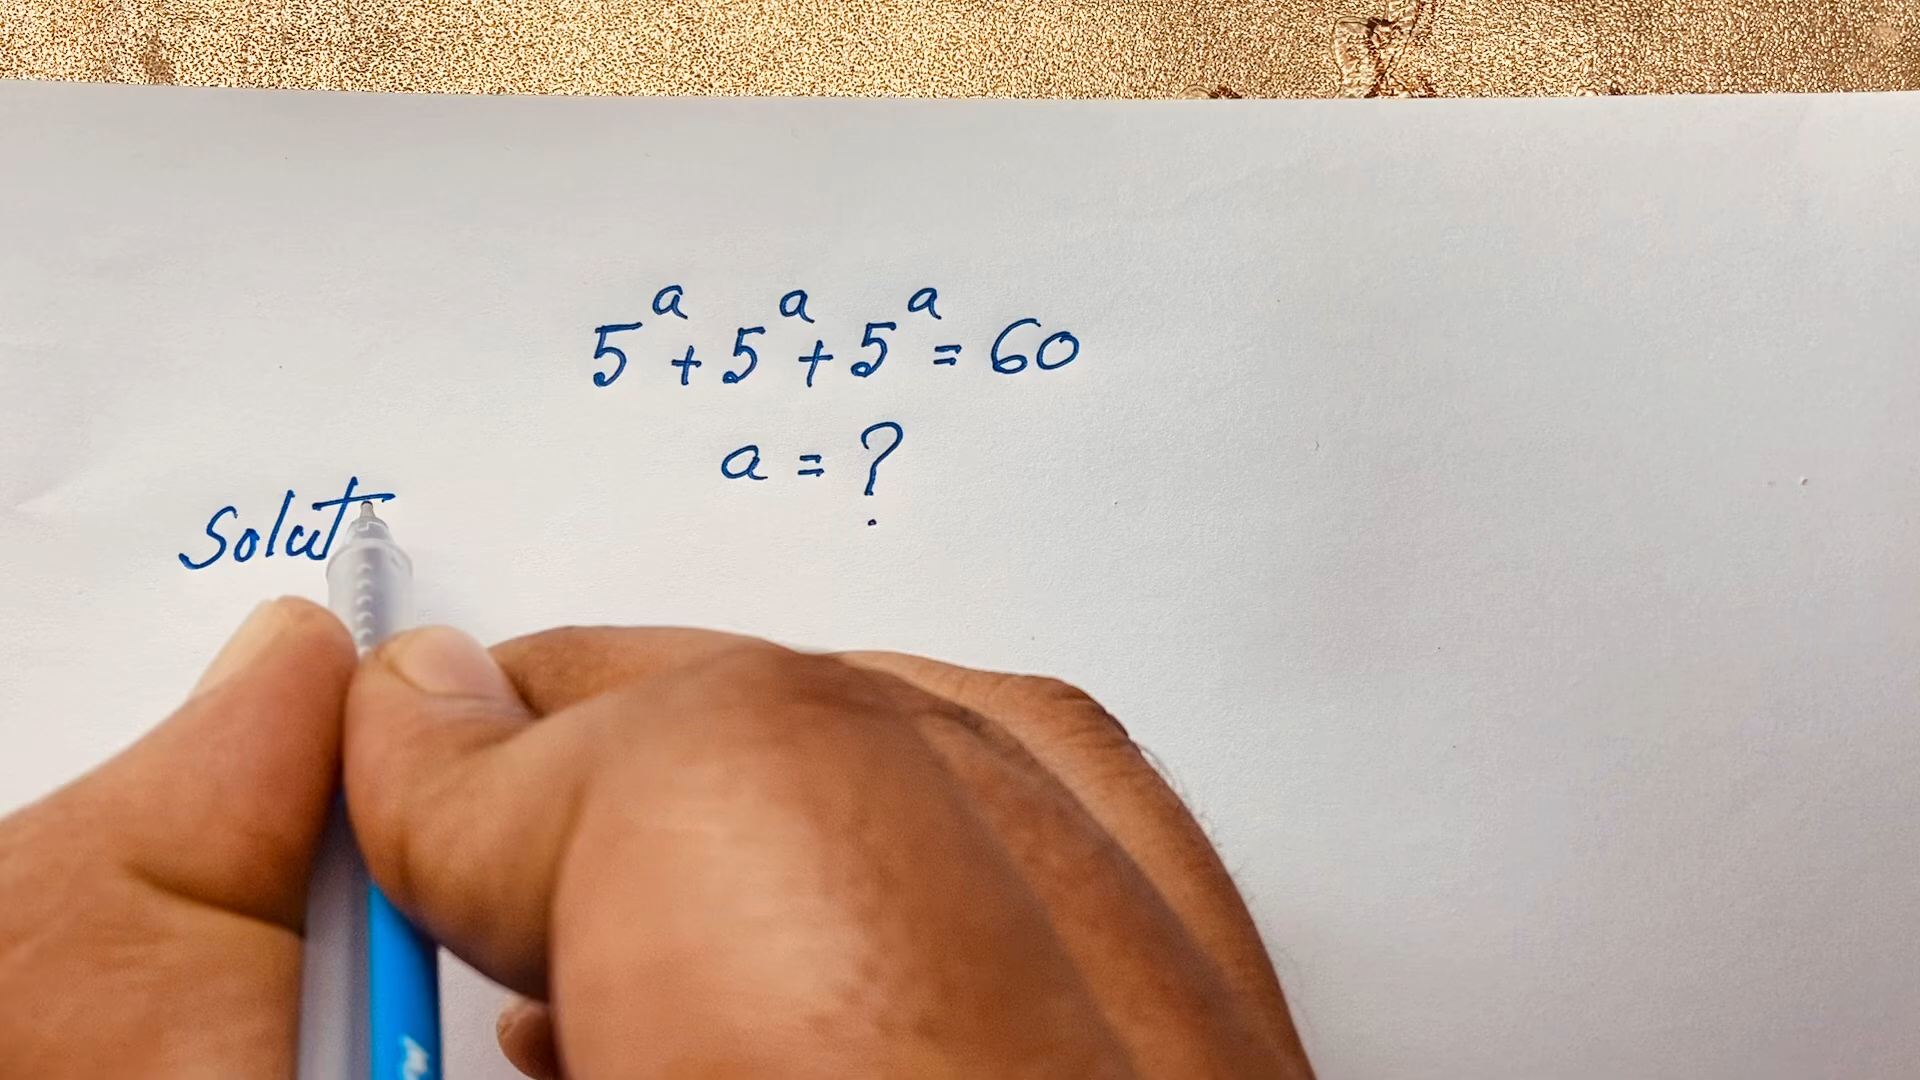 5^a + 5^a + 5^a = 60
a = ?
Solut